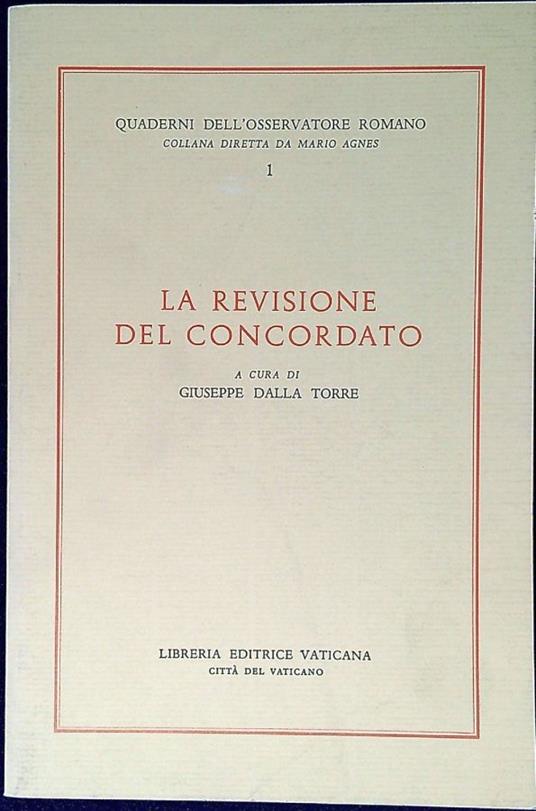 QUADERNI DELL'OSSERVATORE ROMANO
COLLANA DIRETTA DA MARIO AGNES
1
LA REVISIONE
DEL CONCORDATO
A CURA DI
GIUSEPPE DALLA TORRE
LIBRERIA EDITRICE VATICANA
CITTÀ DEL VATICANO